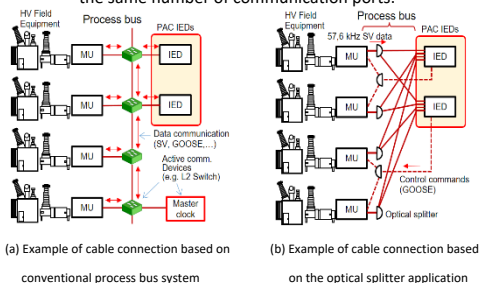 the same number of communication ports.
HV Field
Equipment
Process bus
PAC IEDs
MU
IED
MU
IED
MU
Data communication
(SV, GOOSE,...)
Active comm.
Devices
(e.g. L2 Switch)
MU
Master
clock
(a) Example of cable connection based on
conventional process bus system
HV Field
Equipment
Process bus
57,6 kHz SV data
PAC IEDs
MU
IED
MU
IED
MU
Control commands
(GOOSE)
MU
Optical splitter
(b) Example of cable connection based
on the optical splitter application